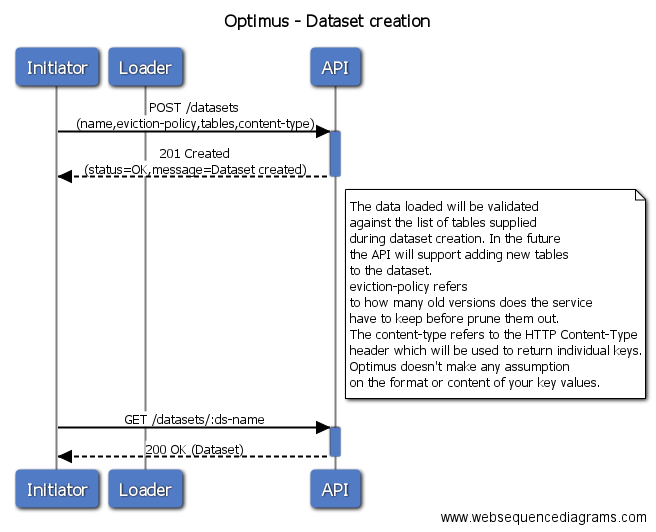 Optimus - Dataset creation
Initiator Loader API
POST /datasets
(name,eviction-policy,tables,content-type)
201 Created
(status=OK,message=Dataset created)
The data loaded will be validated
against the list of tables supplied
during dataset creation. In the future
the API will support adding new tables
to the dataset.
eviction-policy refers
to how many old versions does the service
have to keep before prune them out.
The content-type refers to the HTTP Content-Type
header which will be used to return individual keys.
Optimus doesn't make any assumption
on the format or content of your key values.
GET /datasets/:ds-name
200 OK (Dataset)
Initiator Loader API
www.websequencediagrams.com